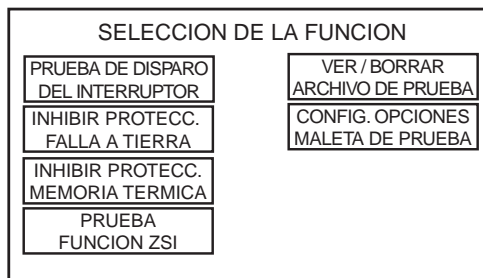 SELECCION DE LA FUNCION
PRUEBA DE DISPARO
DEL INTERRUPTOR
INHIBIR PROTECC.
FALLA A TIERRA
INHIBIR PROTECC.
MEMORIA TERMICA
PRUEBA
FUNCION ZSI
VER / BORRAR
ARCHIVO DE PRUEBA
CONFIG. OPCIONES
MALETA DE PRUEBA